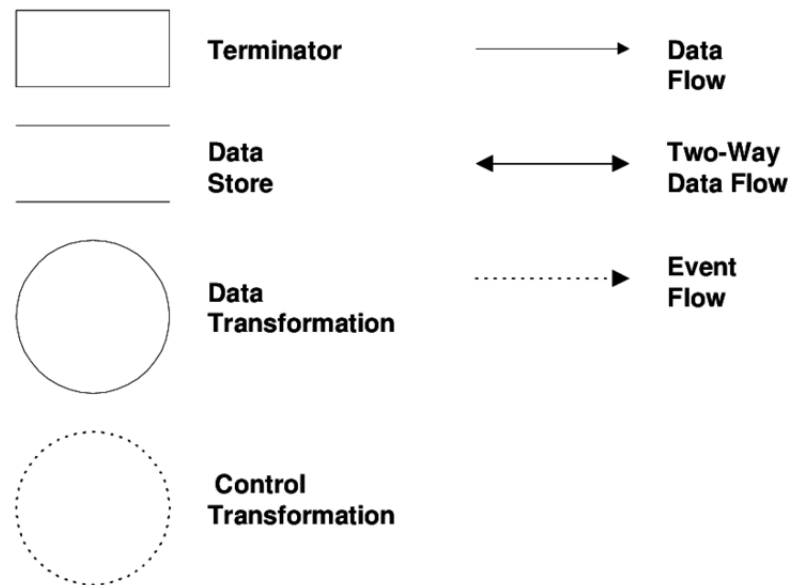 Terminator
Data
Flow
Data
Store
Two-Way
Data Flow
Data
Transformation
Event
Flow
Control
Transformation